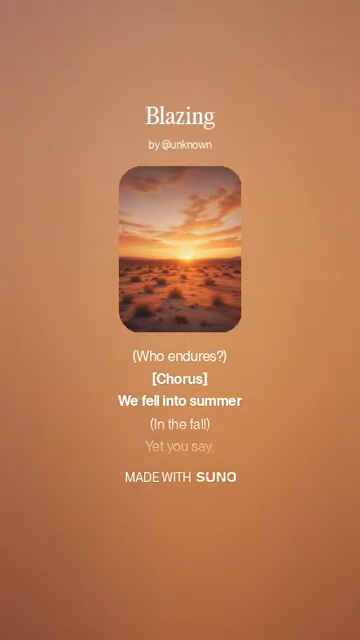 Blazing
by @unknown
(Who endures?)
[Chorus]
We fell into summer
(In the fall)
Yet you say,
MADE WITH SUNO